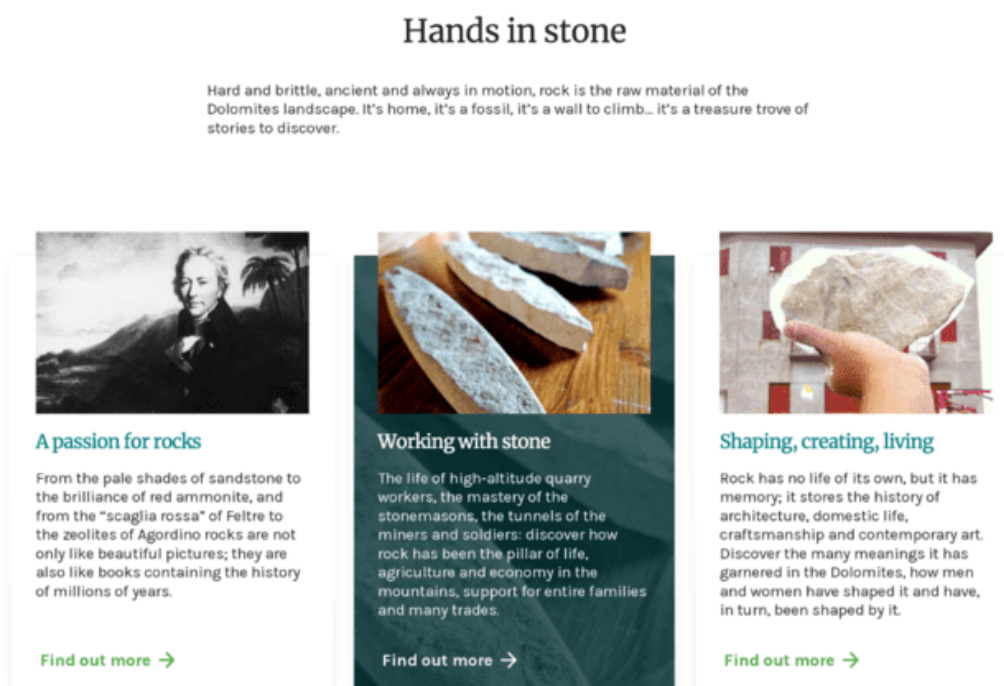 Hands in stone
Hard and brittle, ancient and always in motion, rock is the raw material of the
Dolomites landscape. It's home, it's a fossil, it's a wall to climb... it's a treasure trove of
stories to discover.
A passion for rocks
From the pale shades of sandstone to
the brilliance of red ammonite, and
from the "scaglia rossa" of Feltre to
the zeolites of Agordino rocks are not
only like beautiful pictures; they are
also like books containing the history
of millions of years.
Find out more
Working with stone
The life of high-altitude quarry
workers, the mastery of the
stonemasons, the tunnels of the
miners and soldiers: discover how
rock has been the pillar of life,
agriculture and economy in the
mountains, support for entire families
and many trades.
Find out more
Shaping, creating, living
Rock has no life of its own, but it has
memory; it stores the history of
architecture, domestic life,
craftsmanship and contemporary art.
Discover the many meanings it has
garnered in the Dolomites, how men
and women have shaped it and have,
in turn, been shaped by it.
Find out more